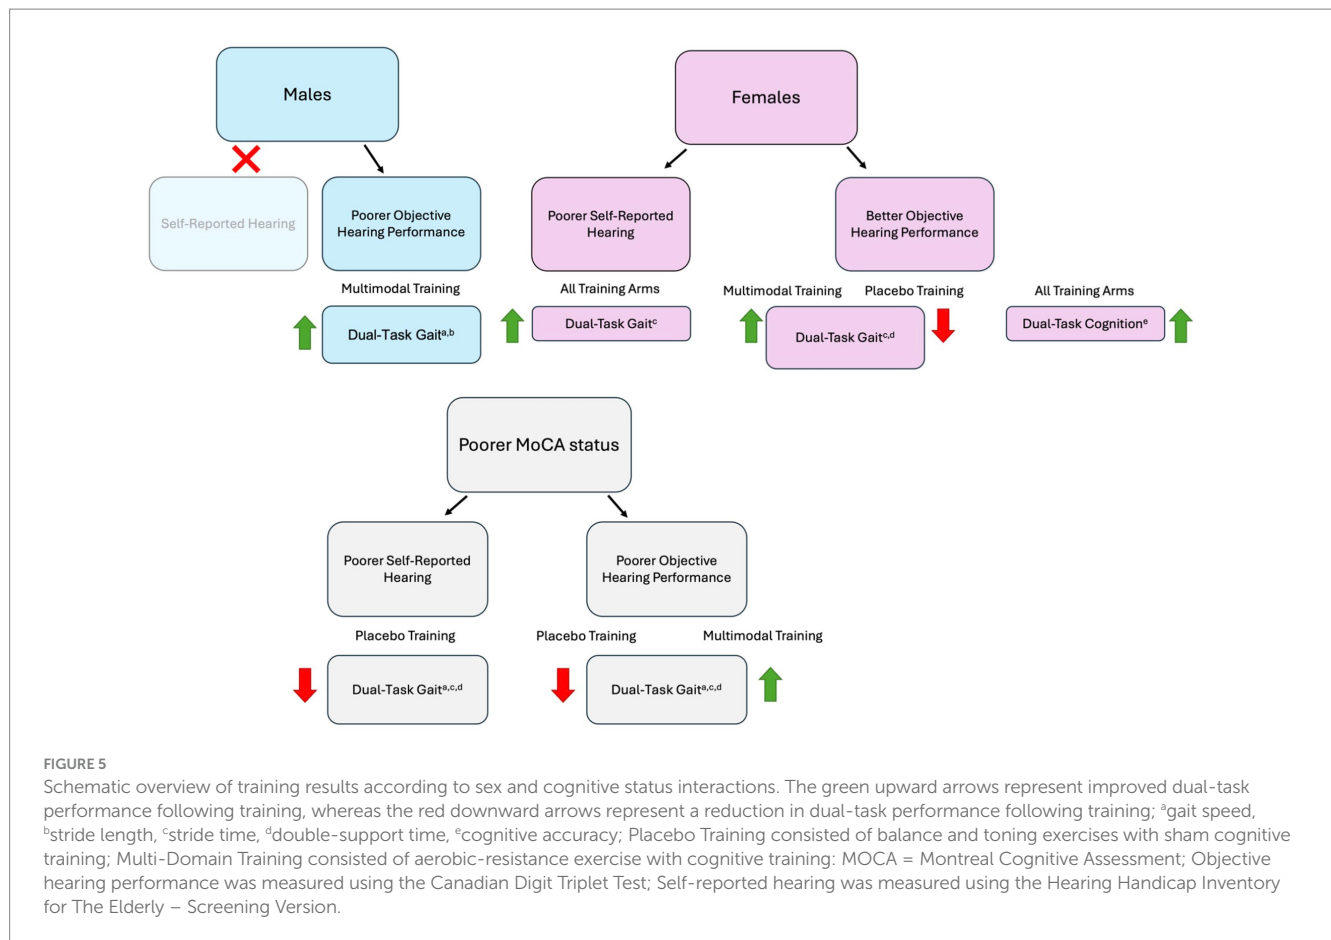 Males
Females
Self-Reported Hearing
Poorer Objective
Hearing Performance
Poorer Self-Reported
Hearing
Better Objective
Hearing Performance
Multimodal Training
All Training Arms
Multimodal Training
Placebo Training
All Training Arms
Dual-Task Gaitᵃ,ᵇ
Dual-Task Gaitᶜ
Dual-Task Gaitᶜ,ᵈ
Dual-Task Cognitionᵉ
Poorer MoCA status
Poorer Self-Reported
Hearing
Poorer Objective
Hearing Performance
Placebo Training
Placebo Training
Multimodal Training
Dual-Task Gaitᵃ,ᶜ,ᵈ
Dual-Task Gaitᵃ,ᶜ,ᵈ
FIGURE 5
Schematic overview of training results according to sex and cognitive status interactions. The green upward arrows represent improved dual-task
performance following training, whereas the red downward arrows represent a reduction in dual-task performance following training; ᵃgait speed,
ᵇstride length, ᶜstride time, ᵈdouble-support time, ᵉcognitive accuracy; Placebo Training consisted of balance and toning exercises with sham cognitive
training; Multi-Domain Training consisted of aerobic-resistance exercise with cognitive training: MOCA = Montreal Cognitive Assessment; Objective
hearing performance was measured using the Canadian Digit Triplet Test; Self-reported hearing was measured using the Hearing Handicap Inventory
for The Elderly – Screening Version.